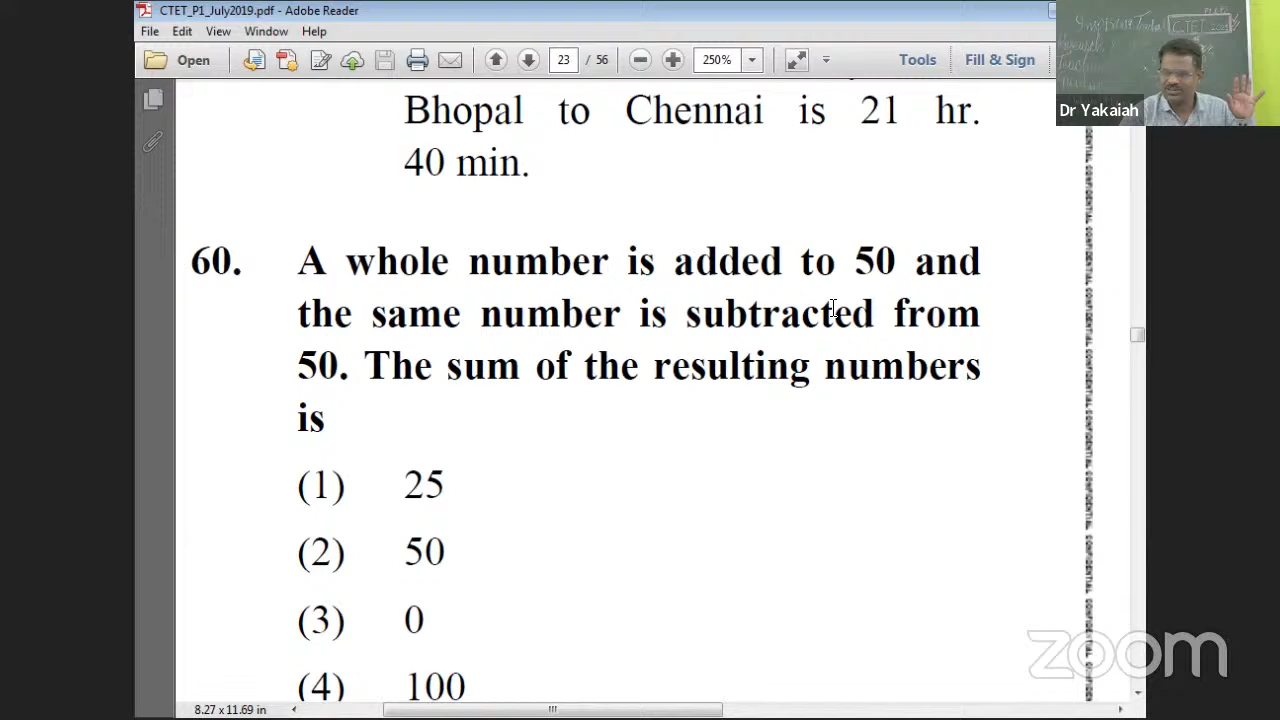 CTET_P1_July2019.pdf - Adobe Reader
File Edit View Window Help
Open 23 / 56 250% Tools Fill & Sign
CTET
Dr Yakaiah
Bhopal to Chennai is 21 hr.
40 min.
60. A whole number is added to 50 and
the same number is subtracted from
50. The sum of the resulting numbers
is
(1) 25
(2) 50
(3) 0
(4) 100
zoom
8.27 x 11.69 in